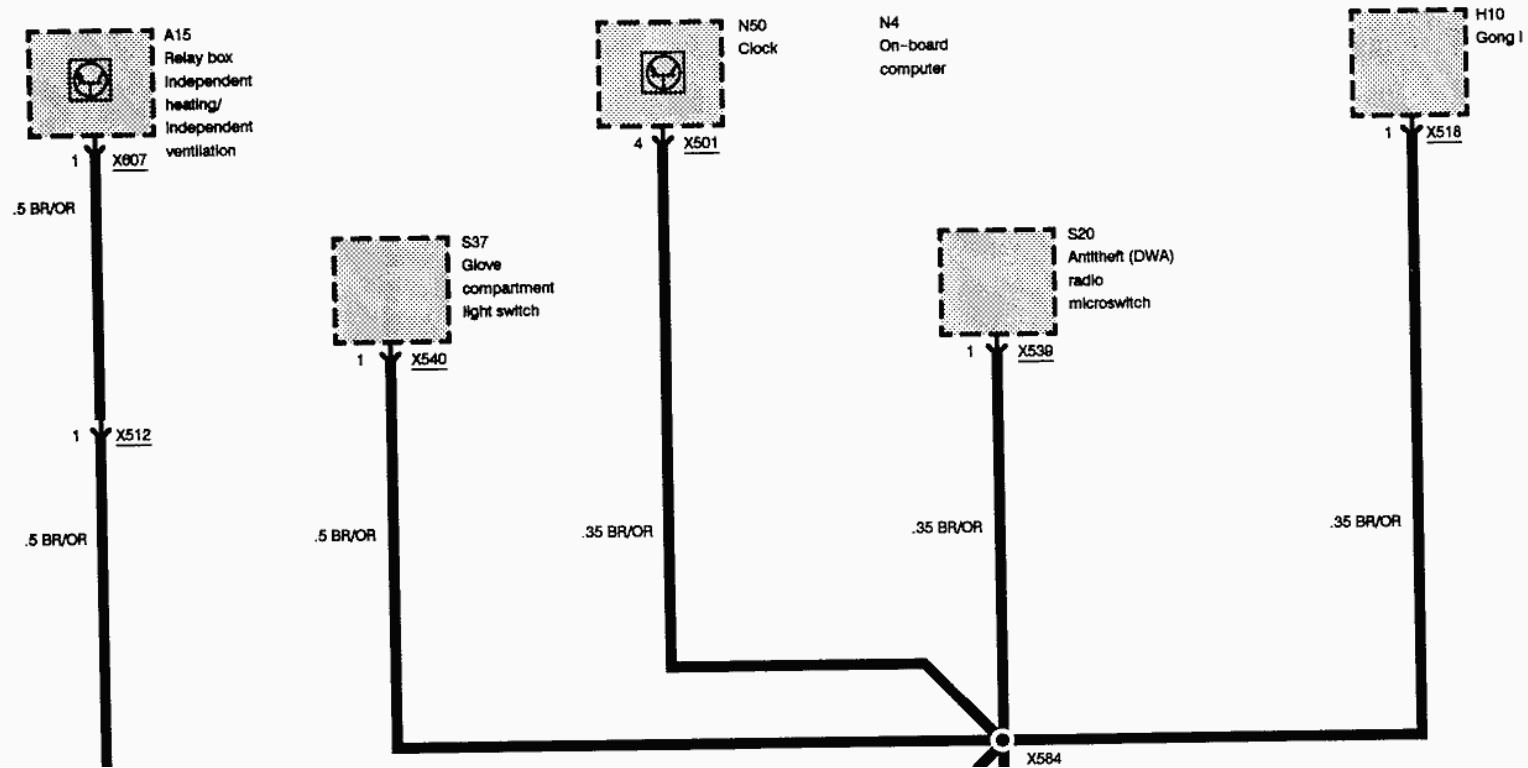 A15
Relay box
Independent
heating/
Independent
ventilation
1 X607
.5 BR/OR
1 X512
.5 BR/OR
S37
Glove
compartment
light switch
1 X540
.5 BR/OR
N50
Clock
4 X501
.35 BR/OR
N4
On-board
computer
S20
Antitheft (DWA)
radio
microswitch
1 X539
.35 BR/OR
H10
Gong I
1 X518
.35 BR/OR
X584